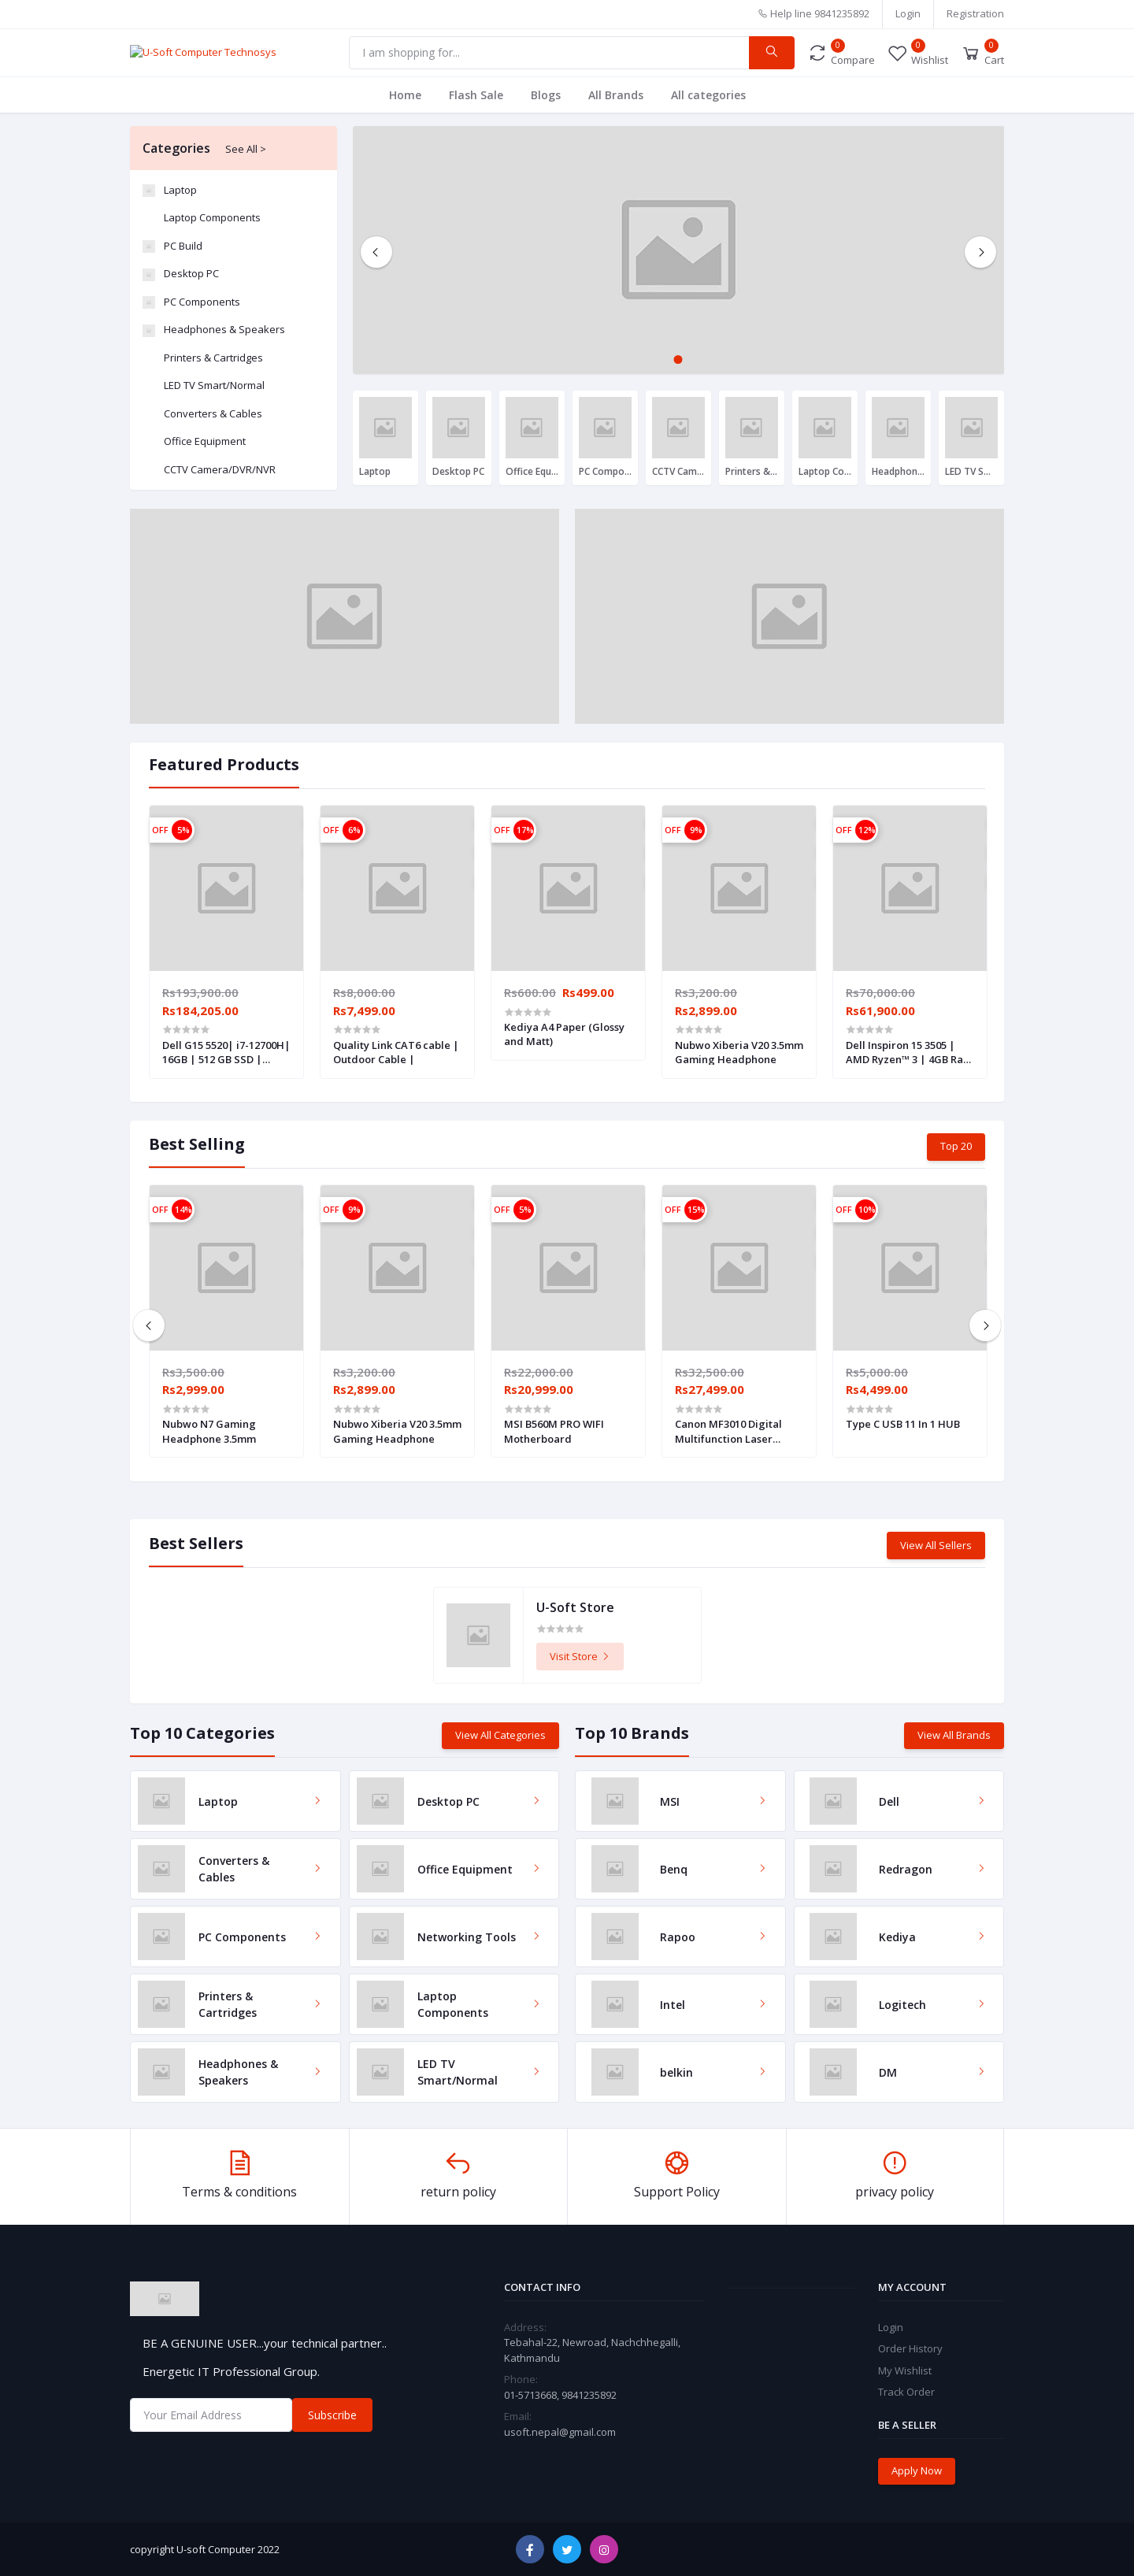 Help line 9841235892
Login
Registration
U-Soft Computer Technosys
I am shopping for...
0
Compare
0
Wishlist
0
Cart
Home
Flash Sale
Blogs
All Brands
All categories
Categories
See All >
Laptop
Laptop Components
PC Build
Desktop PC
PC Components
Headphones & Speakers
Printers & Cartridges
LED TV Smart/Normal
Converters & Cables
Office Equipment
CCTV Camera/DVR/NVR
Laptop
Desktop PC
Office Equ...
PC Compo...
CCTV Cam...
Printers &...
Laptop Co...
Headphon...
LED TV S...
Featured Products
OFF 5%
Rs193,900.00
Rs184,205.00
Dell G15 5520| i7-12700H|
16GB | 512 GB SSD |...
OFF 6%
Rs8,000.00
Rs7,499.00
Quality Link CAT6 cable |
Outdoor Cable |
OFF 17%
Rs600.00 Rs499.00
Kediya A4 Paper (Glossy
and Matt)
OFF 9%
Rs3,200.00
Rs2,899.00
Nubwo Xiberia V20 3.5mm
Gaming Headphone
OFF 12%
Rs70,000.00
Rs61,900.00
Dell Inspiron 15 3505 |
AMD Ryzen™ 3 | 4GB Ra...
Best Selling
Top 20
OFF 14%
Rs3,500.00
Rs2,999.00
Nubwo N7 Gaming
Headphone 3.5mm
OFF 9%
Rs3,200.00
Rs2,899.00
Nubwo Xiberia V20 3.5mm
Gaming Headphone
OFF 5%
Rs22,000.00
Rs20,999.00
MSI B560M PRO WIFI
Motherboard
OFF 15%
Rs32,500.00
Rs27,499.00
Canon MF3010 Digital
Multifunction Laser...
OFF 10%
Rs5,000.00
Rs4,499.00
Type C USB 11 In 1 HUB
Best Sellers
View All Sellers
U-Soft Store
Visit Store
Top 10 Categories
View All Categories
Laptop
Desktop PC
Converters &
Cables
Office Equipment
PC Components
Networking Tools
Printers &
Cartridges
Laptop
Components
Headphones &
Speakers
LED TV
Smart/Normal
Top 10 Brands
View All Brands
MSI
Dell
Benq
Redragon
Rapoo
Kediya
Intel
Logitech
belkin
DM
Terms & conditions
return policy
Support Policy
privacy policy
BE A GENUINE USER...your technical partner..
Energetic IT Professional Group.
Your Email Address
Subscribe
CONTACT INFO
Address:
Tebahal-22, Newroad, Nachchhegalli,
Kathmandu
Phone:
01-5713668, 9841235892
Email:
usoft.nepal@gmail.com
MY ACCOUNT
Login
Order History
My Wishlist
Track Order
BE A SELLER
Apply Now
copyright U-soft Computer 2022